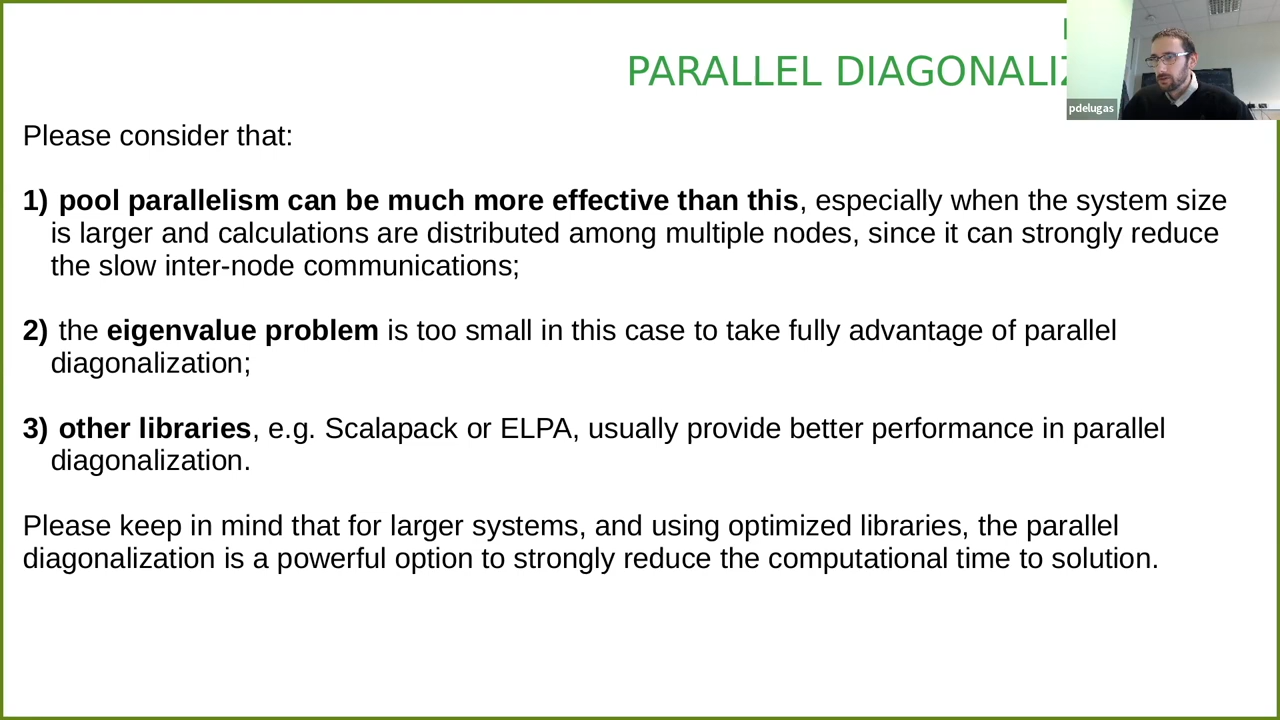 PARALLEL DIAGONALIZ
pdelugas
Please consider that:
1) pool parallelism can be much more effective than this, especially when the system size
is larger and calculations are distributed among multiple nodes, since it can strongly reduce
the slow inter-node communications;
2) the eigenvalue problem is too small in this case to take fully advantage of parallel
diagonalization;
3) other libraries, e.g. Scalapack or ELPA, usually provide better performance in parallel
diagonalization.
Please keep in mind that for larger systems, and using optimized libraries, the parallel
diagonalization is a powerful option to strongly reduce the computational time to solution.